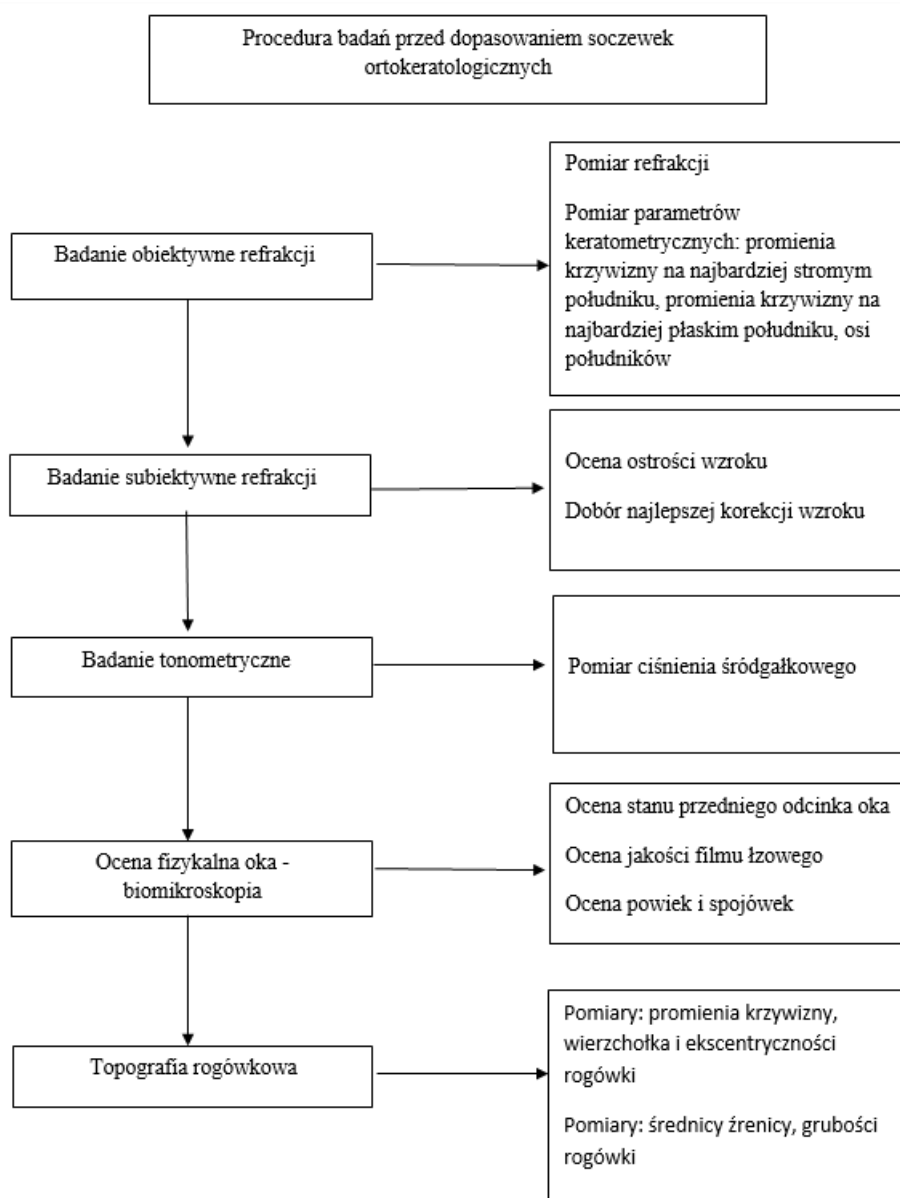 Procedura badań przed dopasowaniem soczewek
ortokeratologicznych
Badanie obiektywne refrakcji
Pomiar refrakcji
Pomiar parametrów
keratometrycznych: promienia
krzywizny na najbardziej stromym
południku, promienia krzywizny na
najbardziej płaskim południku, osi
południków
Badanie subiektywne refrakcji
Ocena ostrości wzroku
Dobór najlepszej korekcji wzroku
Badanie tonometryczne
Pomiar ciśnienia śródgałkowego
Ocena fizykalna oka -
biomikroskopia
Ocena stanu przedniego odcinka oka
Ocena jakości filmu łzowego
Ocena powiek i spojówek
Topografia rogówkowa
Pomiary: promienia krzywizny,
wierzchołka i ekscentryczności
rogówki
Pomiary: średnicy źrenicy, grubości
rogówki